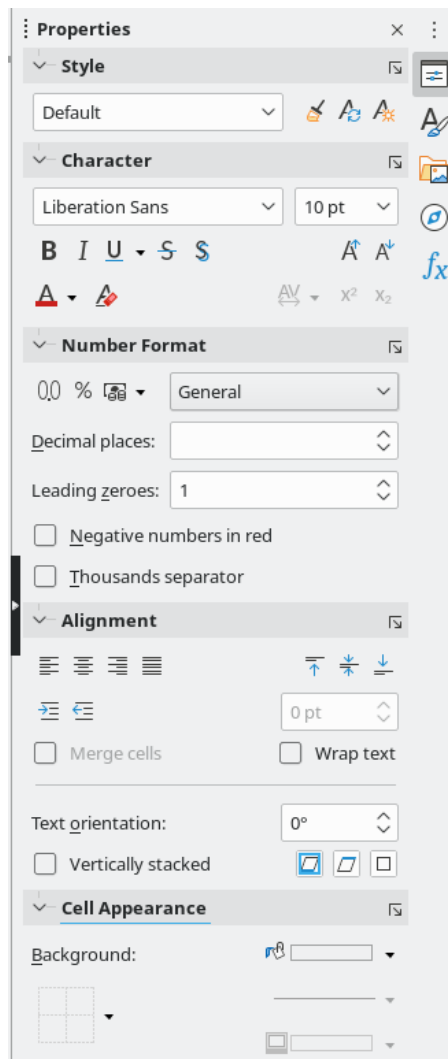 Properties
Style
Default
Character
Liberation Sans 10 pt
B I U S S
A
AV x² x₂
Number Format
0.0 % General
Decimal places:
Leading zeroes: 1
Negative numbers in red
Thousands separator
Alignment
0 pt
Merge cells Wrap text
Text orientation: 0°
Vertically stacked
Cell Appearance
Background: